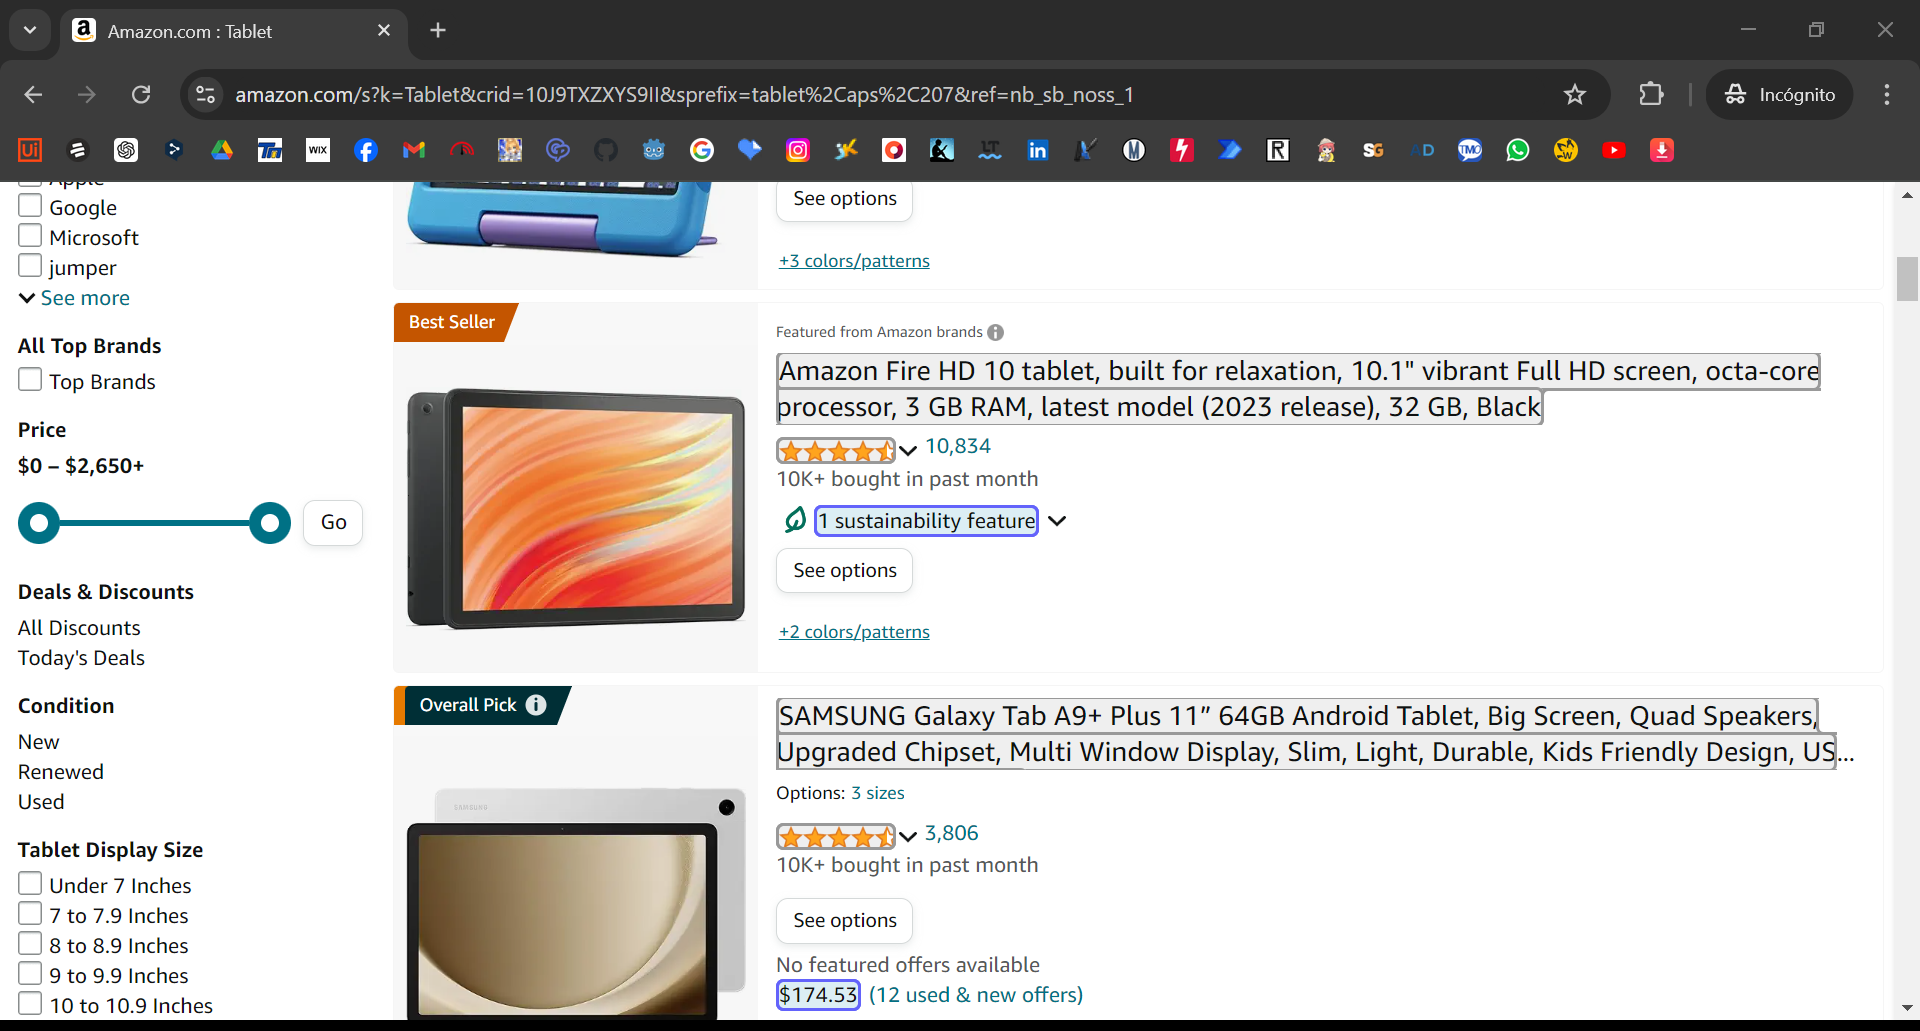 Amazon.com : Tablet
amazon.com/s?k=Tablet&crid=10J9TXZXYS9II&sprefix=tablet%2Caps%2C207&ref=nb_sb_noss_1
Incógnito
Apple
Google
Microsoft
jumper
See more
All Top Brands
Top Brands
Price
$0 – $2,650+
Go
Deals & Discounts
All Discounts
Today's Deals
Condition
New
Renewed
Used
Tablet Display Size
Under 7 Inches
7 to 7.9 Inches
8 to 8.9 Inches
9 to 9.9 Inches
10 to 10.9 Inches
See options
+3 colors/patterns
Best Seller
Featured from Amazon brands
Amazon Fire HD 10 tablet, built for relaxation, 10.1" vibrant Full HD screen, octa-core
processor, 3 GB RAM, latest model (2023 release), 32 GB, Black
10,834
10K+ bought in past month
1 sustainability feature
See options
+2 colors/patterns
Overall Pick
SAMSUNG
SAMSUNG Galaxy Tab A9+ Plus 11” 64GB Android Tablet, Big Screen, Quad Speakers,
Upgraded Chipset, Multi Window Display, Slim, Light, Durable, Kids Friendly Design, US...
Options: 3 sizes
3,806
10K+ bought in past month
See options
No featured offers available
$174.53 (12 used & new offers)